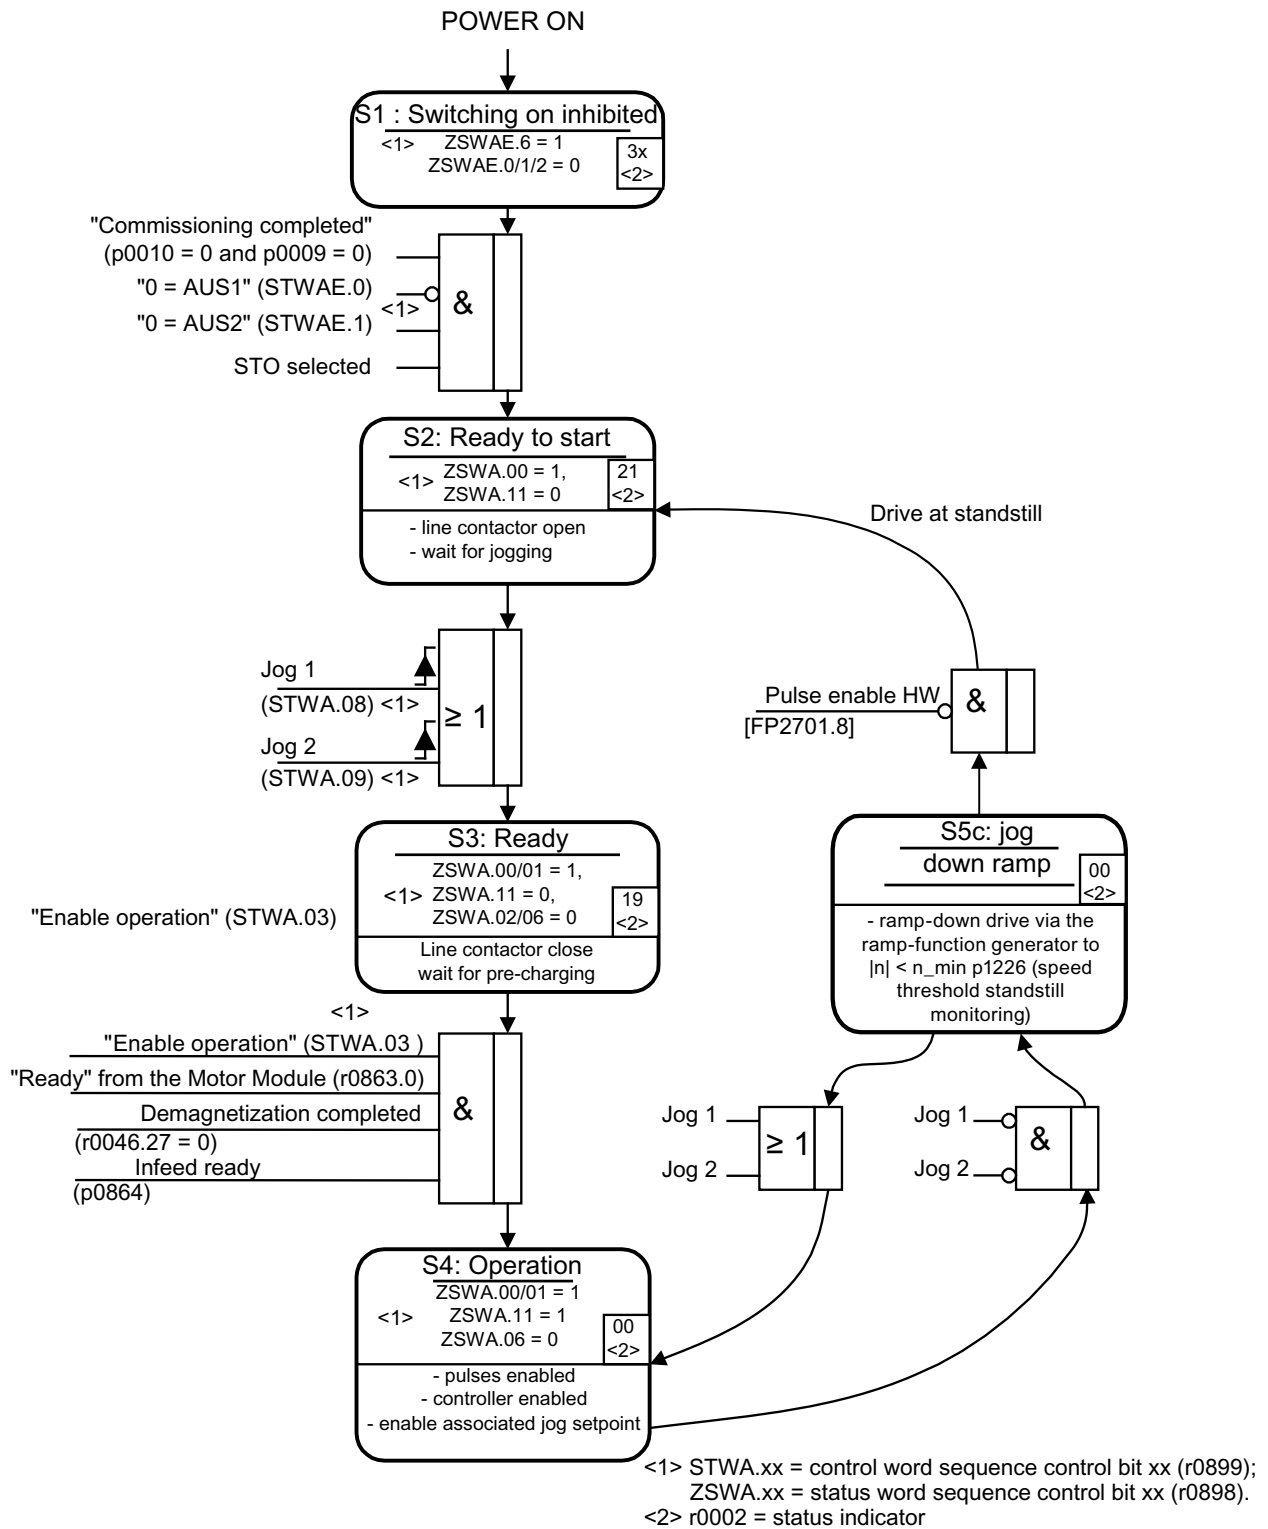 POWER ON
S1 : Switching on inhibited
<1> ZSWAE.6 = 1
ZSWAE.0/1/2 = 0
3x
<2>
"Commissioning completed"
(p0010 = 0 and p0009 = 0)
"0 = AUS1" (STWAE.0)
<1>
"0 = AUS2" (STWAE.1)
STO selected
&
S2: Ready to start
<1> ZSWA.00 = 1,
ZSWA.11 = 0
21
<2>
- line contactor open
- wait for jogging
Drive at standstill
Jog 1
(STWA.08) <1>
Jog 2
(STWA.09) <1>
≥ 1
Pulse enable HW
[FP2701.8]
&
S3: Ready
ZSWA.00/01 = 1,
<1> ZSWA.11 = 0,
ZSWA.02/06 = 0
19
<2>
Line contactor close
wait for pre-charging
"Enable operation" (STWA.03)
S5c: jog
down ramp
00
<2>
- ramp-down drive via the
ramp-function generator to
|n| < n_min p1226 (speed
threshold standstill
monitoring)
<1>
"Enable operation" (STWA.03 )
"Ready" from the Motor Module (r0863.0)
Demagnetization completed
(r0046.27 = 0)
Infeed ready
(p0864)
&
Jog 1
Jog 2
≥ 1
Jog 1
Jog 2
&
S4: Operation
ZSWA.00/01 = 1
<1> ZSWA.11 = 1
ZSWA.06 = 0
00
<2>
- pulses enabled
- controller enabled
- enable associated jog setpoint
<1> STWA.xx = control word sequence control bit xx (r0899);
ZSWA.xx = status word sequence control bit xx (r0898).
<2> r0002 = status indicator